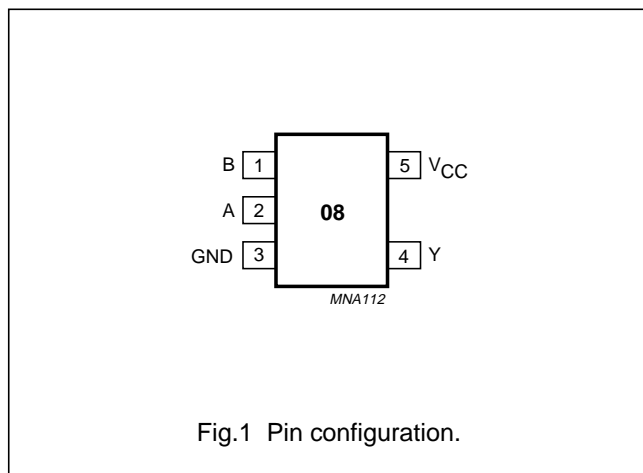 B 1 5 VCC
A 2 08
GND 3 4 Y
MNA112
Fig.1 Pin configuration.